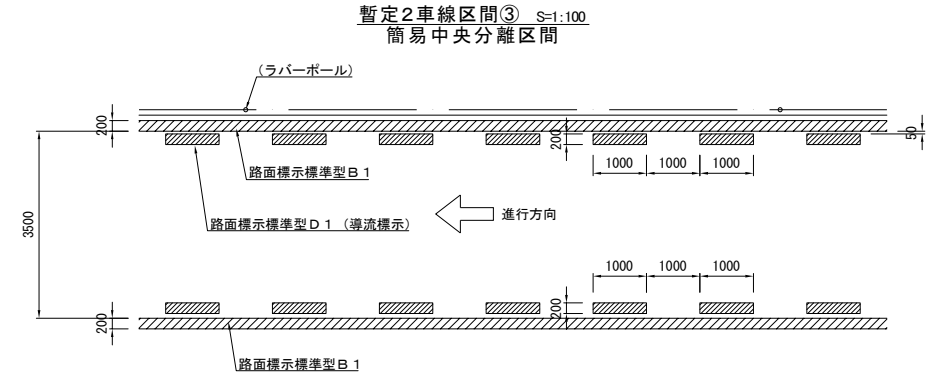 暫定2車線区間③ S=1:100
簡易中央分離区間
(ラバーポール)
200
200
50
1000 1000 1000
路面標示標準型B1
路面標示標準型D1 (導流標示)
進行方向
3500
1000 1000 1000
200
200
路面標示標準型B1